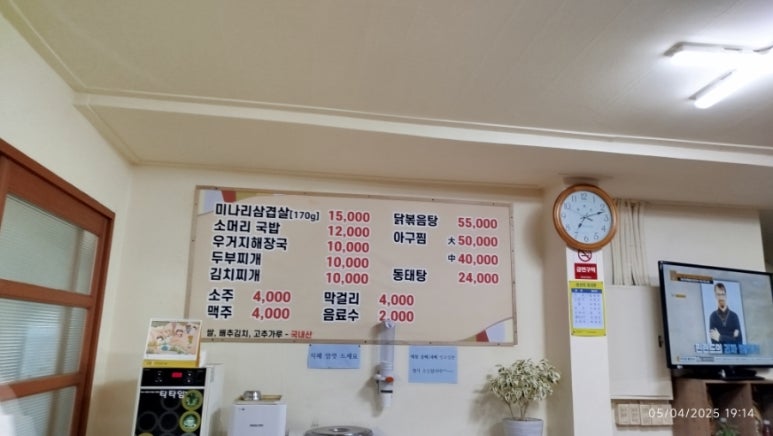 미나리삼겹살[170g] 15,000
소머리 국밥 12,000
우거지해장국 10,000
두부찌개 10,000
김치찌개 10,000
닭볶음탕 55,000
아구찜 大 50,000
中 40,000
동태탕 24,000
소주 4,000
맥주 4,000
막걸리 4,000
음료수 2,000
쌀, 배추김치, 고추가루 - 국내산
금연구역
티타임
05/04/2025 19:14